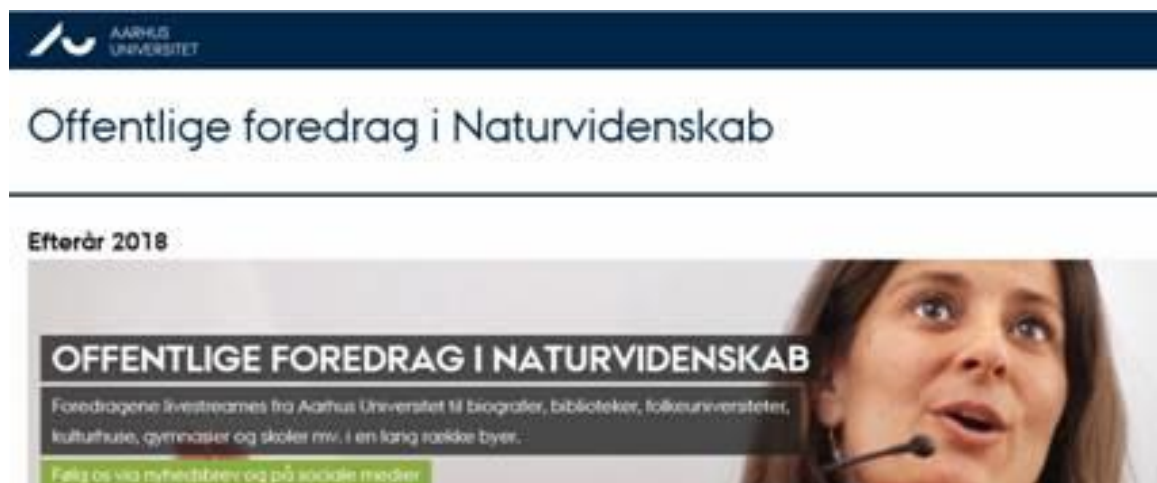 AARHUS
UNIVERSITET
Offentlige foredrag i Naturvidenskab
Efterår 2018
OFFENTLIGE FOREDRAG I NATURVIDENSKAB
Foredragene livestreames fra Aarhus Universitet til biografer, biblioteker, folkeuniversiteter,
kulturhuse, gymnasier og skoler mv. i en lang række byer.
Følg os via nyhedsbrev og på sociale medier